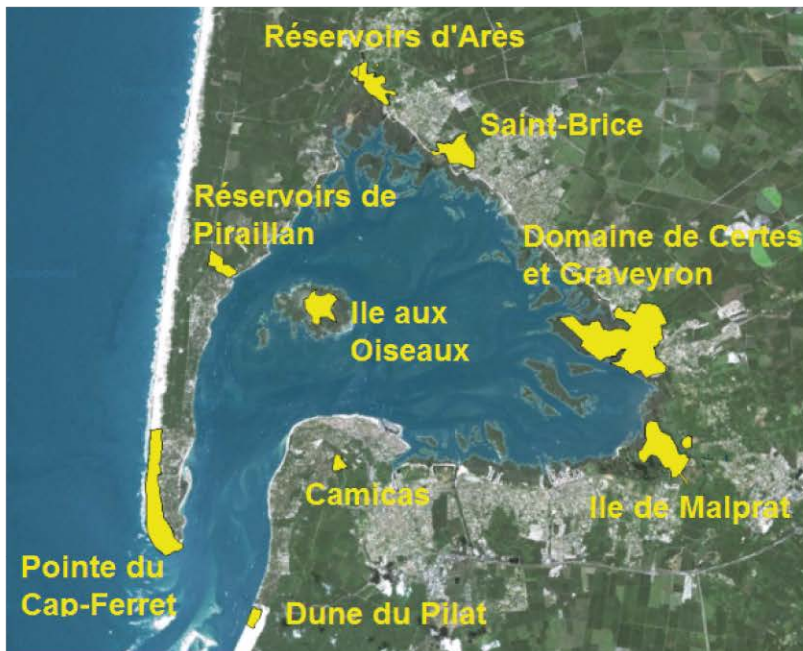 Réservoirs d'Arès
Saint-Brice
Réservoirs de
Piraillan
Domaine de Certes
et Graveyron
Ile aux
Oiseaux
Camicas
Ile de Malprat
Pointe du
Cap-Ferret
Dune du Pilat